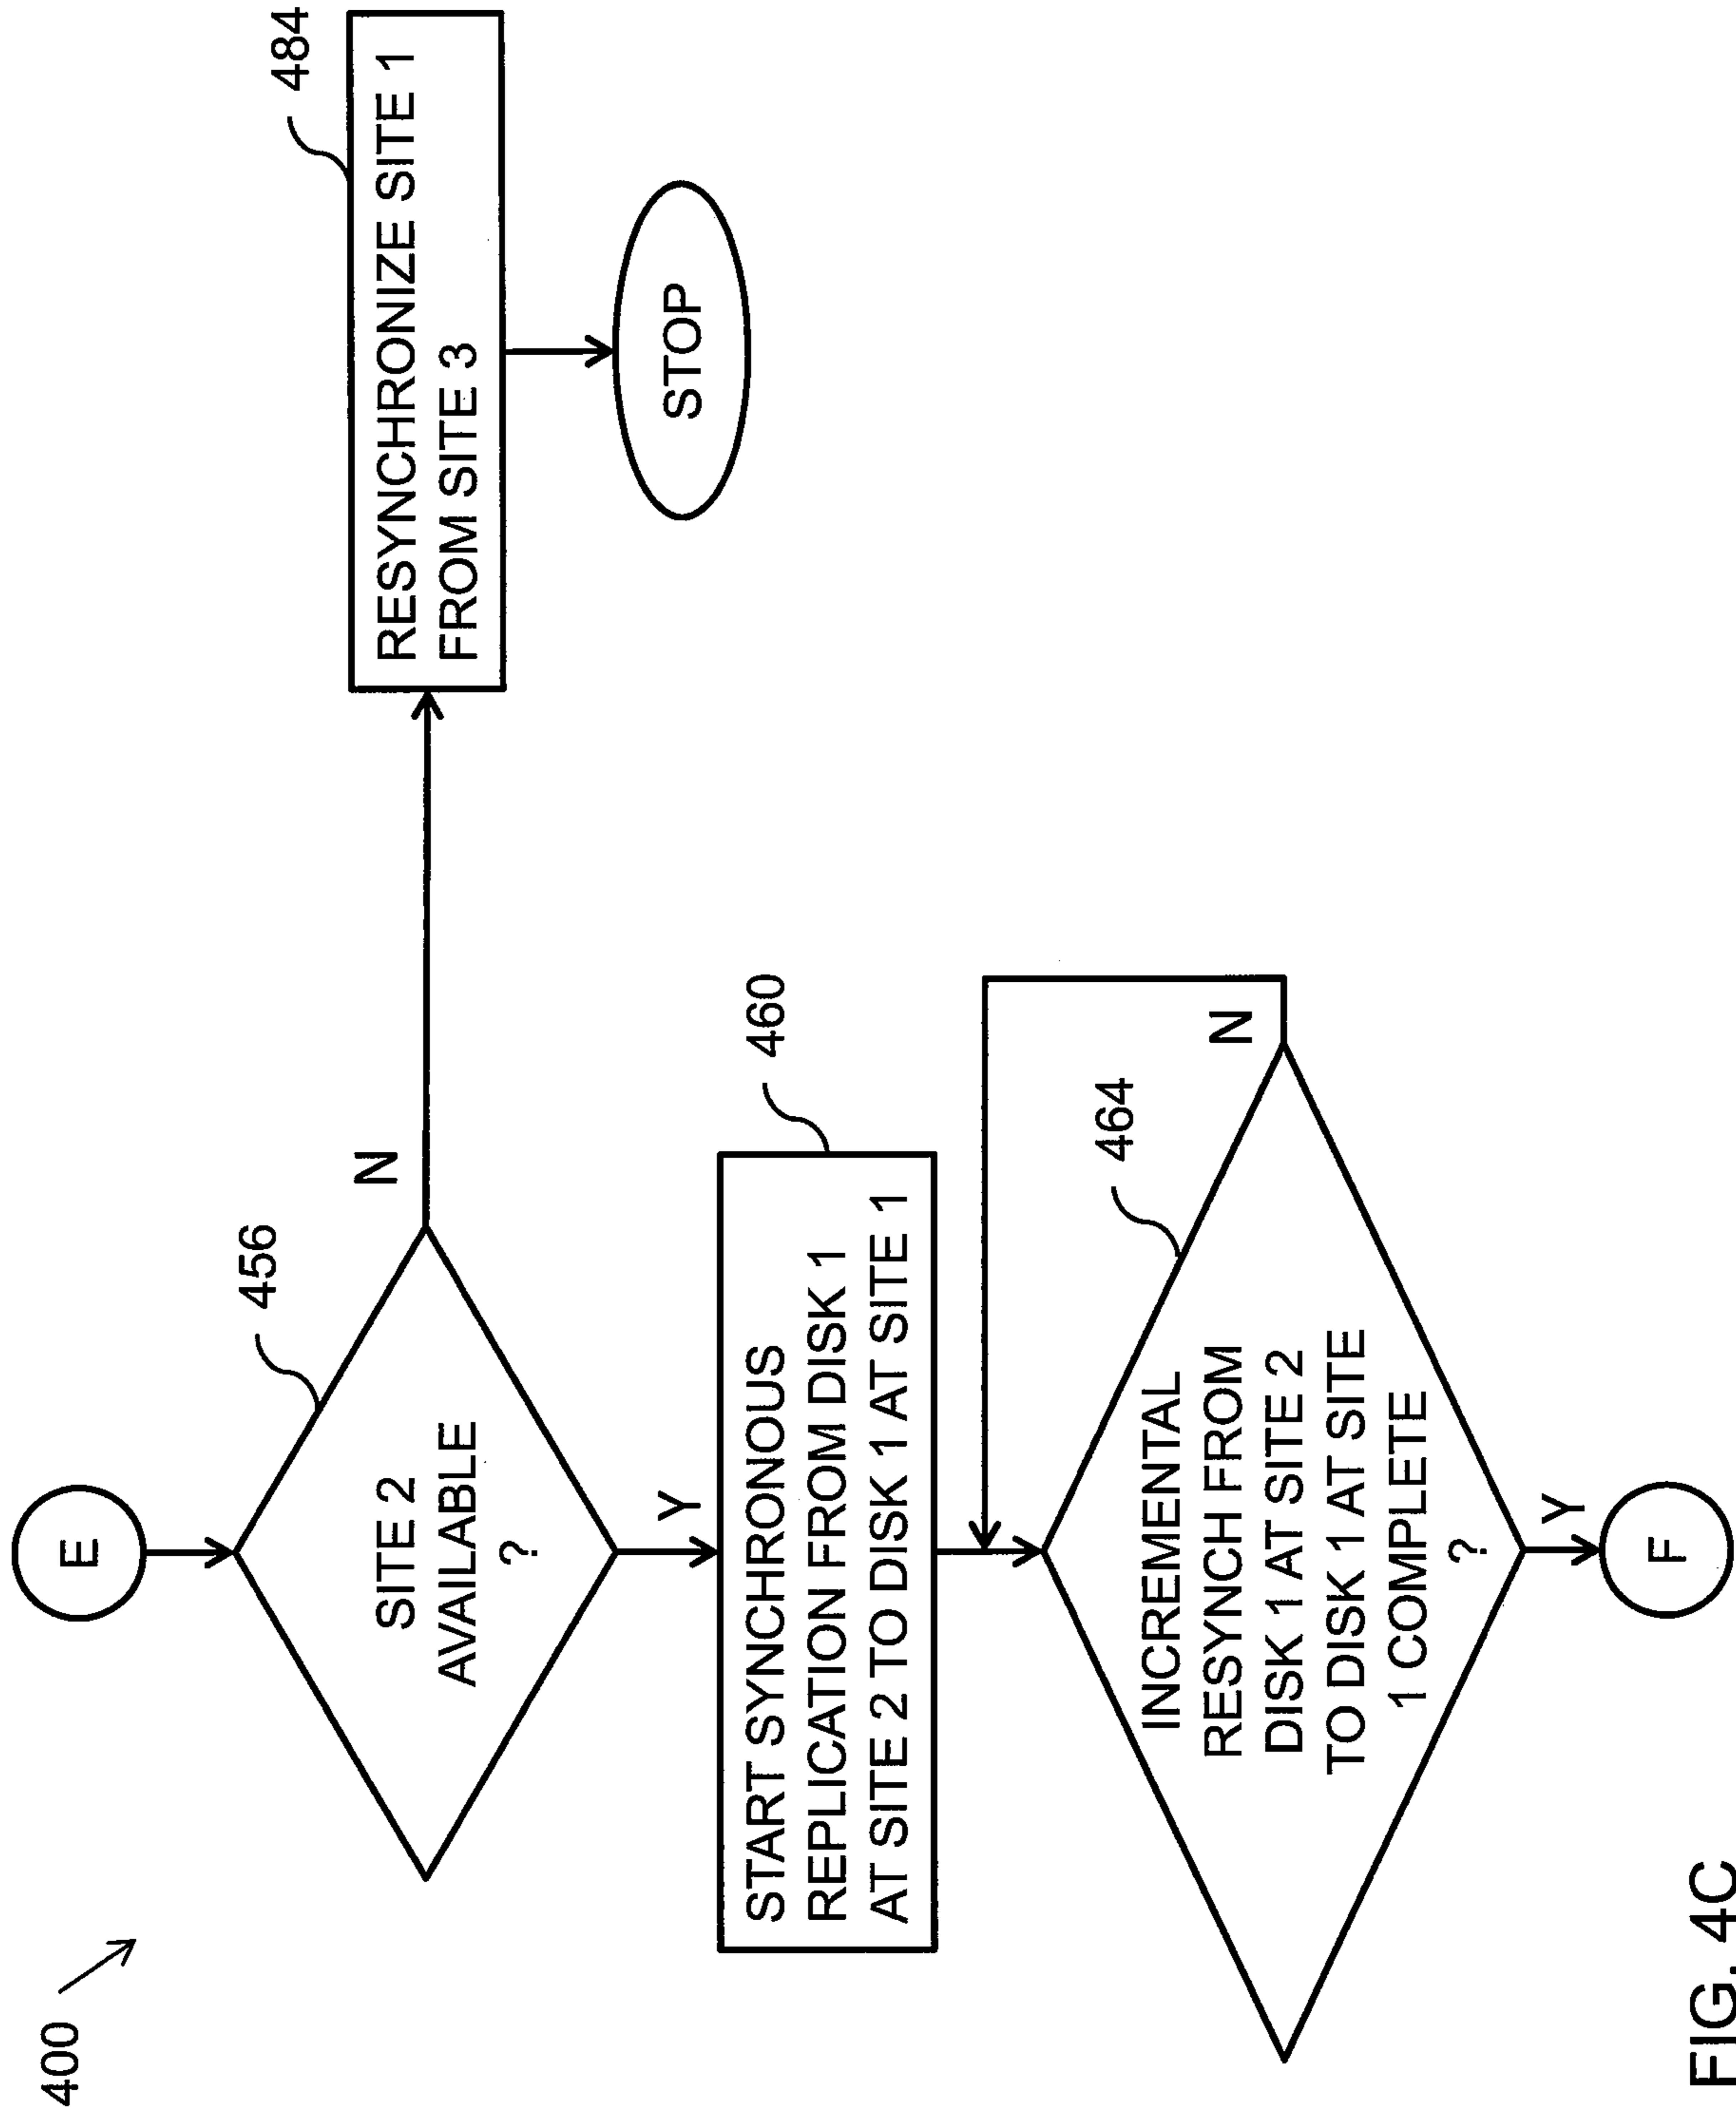 400
E
456
SITE 2
AVAILABLE
?
N
484
RESYNCHRONIZE SITE 1
FROM SITE 3
STOP
Y
460
START SYNCHRONOUS
REPLICATION FROM DISK 1
AT SITE 2 TO DISK 1 AT SITE 1
464
INCREMENTAL
RESYNCH FROM
DISK 1 AT SITE 2
TO DISK 1 AT SITE
1 COMPLETE
?
N
Y
F
FIG. 4C